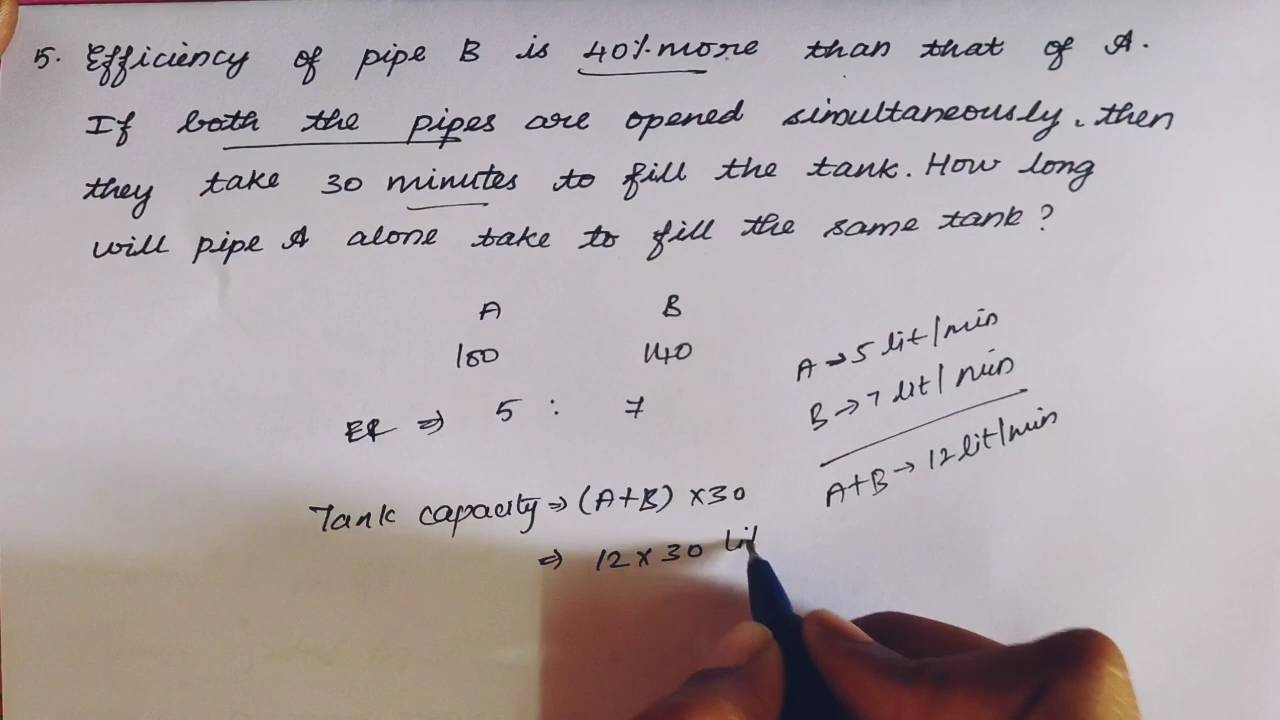 5. Efficiency of pipe B is 40% more than that of A.
If both the pipes are opened simultaneously, then
they take 30 minutes to fill the tank. How long
will pipe A alone take to fill the same tank?
A B
100 140
ER ⇒ 5 : 7
A → 5 lit/min
B → 7 lit/min
A+B → 12 lit/min
Tank capacity ⇒ (A+B) × 30
⇒ 12 × 30 lit